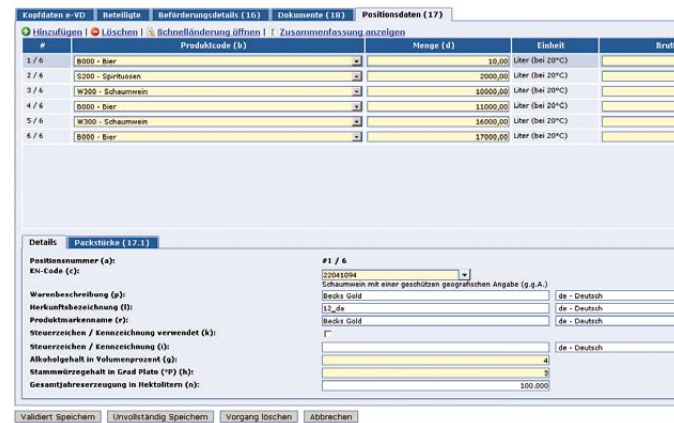 Kopfdaten e-VD Beteiligte Beförderungsdetails (16) Dokumente (18) Positionsdaten (17)
Hinzufügen | Löschen | Schnelländerung öffnen | Zusammenfassung anzeigen
# Produktcode (b) Menge (d) Einheit Brut
1 / 6 B000 - Bier 10,00 Liter (bei 20°C)
2 / 6 S200 - Spirituosen 2000,00 Liter (bei 20°C)
3 / 6 W300 - Schaumwein 10000,00 Liter (bei 20°C)
4 / 6 B000 - Bier 11000,00 Liter (bei 20°C)
5 / 6 W300 - Schaumwein 16000,00 Liter (bei 20°C)
6 / 6 B000 - Bier 17000,00 Liter (bei 20°C)
Details Packstücke (17.1)
Positionsnummer (a): #1 / 6
KN-Code (c): 22041094
Schaumwein mit einer geschützen geografischen Angabe (g.g.A.)
Warenbeschreibung (p): Becks Gold de - Deutsch
Herkunftsbezeichnung (l): 12_de de - Deutsch
Produktmarkenname (r): Becks Gold de - Deutsch
Steuerzeichen / Kennzeichnung verwendet (k):
Steuerzeichen / Kennzeichnung (i): de - Deutsch
Alkoholgehalt in Volumenprozent (g): 4
Stammwürzegehalt in Grad Plato (°P) (h): 3
Gesamtjahreserzeugung in Hektolitern (n): 100.000
Validiert Speichern Unvollständig Speichern Vorgang löschen Abbrechen